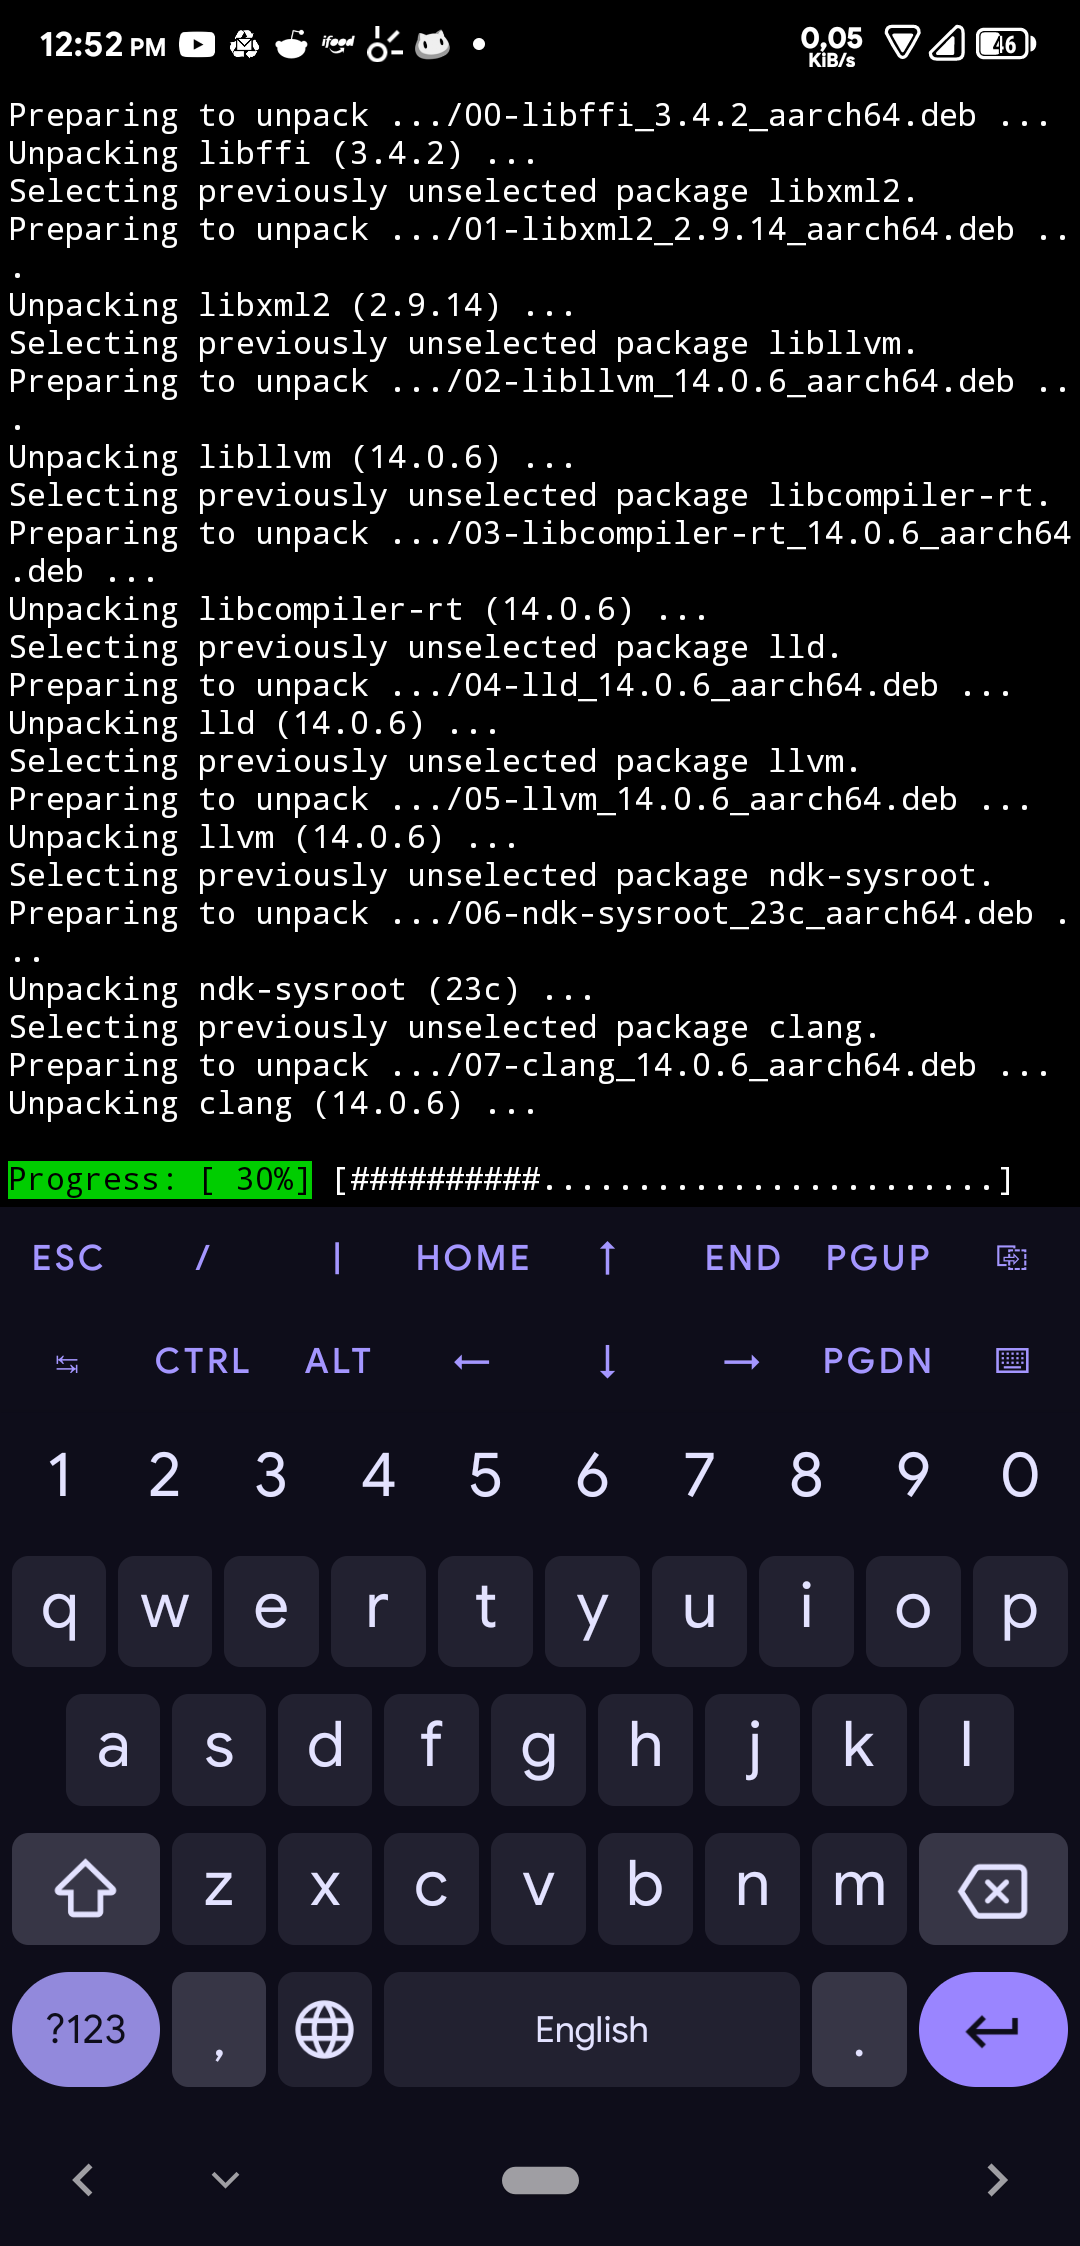 12:52 PM ifood 0,05 KiB/s 46
Preparing to unpack .../00-libffi_3.4.2_aarch64.deb ...
Unpacking libffi (3.4.2) ...
Selecting previously unselected package libxml2.
Preparing to unpack .../01-libxml2_2.9.14_aarch64.deb ..
.
Unpacking libxml2 (2.9.14) ...
Selecting previously unselected package libllvm.
Preparing to unpack .../02-libllvm_14.0.6_aarch64.deb ..
.
Unpacking libllvm (14.0.6) ...
Selecting previously unselected package libcompiler-rt.
Preparing to unpack .../03-libcompiler-rt_14.0.6_aarch64
.deb ...
Unpacking libcompiler-rt (14.0.6) ...
Selecting previously unselected package lld.
Preparing to unpack .../04-lld_14.0.6_aarch64.deb ...
Unpacking lld (14.0.6) ...
Selecting previously unselected package llvm.
Preparing to unpack .../05-llvm_14.0.6_aarch64.deb ...
Unpacking llvm (14.0.6) ...
Selecting previously unselected package ndk-sysroot.
Preparing to unpack .../06-ndk-sysroot_23c_aarch64.deb .
..
Unpacking ndk-sysroot (23c) ...
Selecting previously unselected package clang.
Preparing to unpack .../07-clang_14.0.6_aarch64.deb ...
Unpacking clang (14.0.6) ...
Progress: [ 30%] [##########........................]
ESC / | HOME ↑ END PGUP
↹ CTRL ALT ← ↓ → PGDN
1 2 3 4 5 6 7 8 9 0
q w e r t y u i o p
a s d f g h j k l
z x c v b n m
?123 , English .